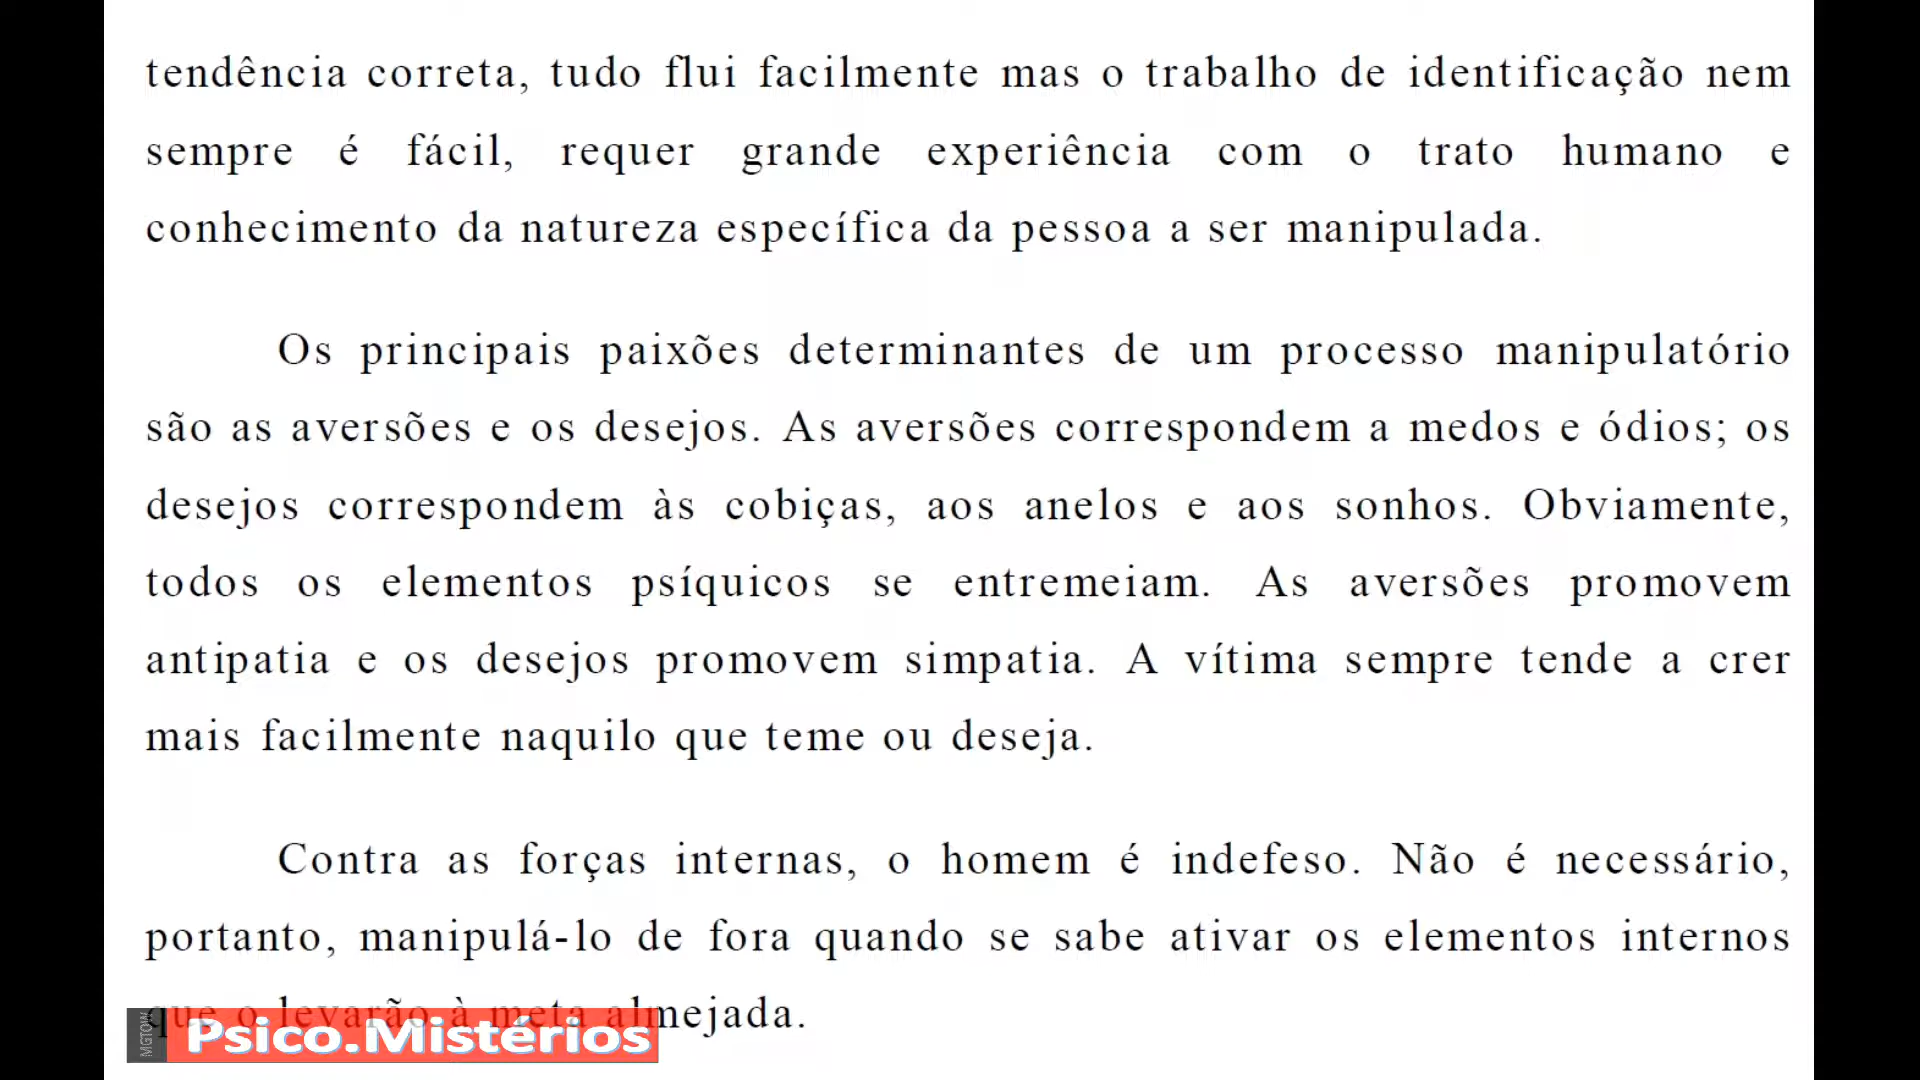 tendência correta, tudo flui facilmente mas o trabalho de identificação nem
sempre é fácil, requer grande experiência com o trato humano e
conhecimento da natureza específica da pessoa a ser manipulada.
Os principais paixões determinantes de um processo manipulatório
são as aversões e os desejos. As aversões correspondem a medos e ódios; os
desejos correspondem às cobiças, aos anelos e aos sonhos. Obviamente,
todos os elementos psíquicos se entremeiam. As aversões promovem
antipatia e os desejos promovem simpatia. A vítima sempre tende a crer
mais facilmente naquilo que teme ou deseja.
Contra as forças internas, o homem é indefeso. Não é necessário,
portanto, manipulá-lo de fora quando se sabe ativar os elementos internos
que o levarão à meta almejada.
MGTOW
Psico.Mistérios